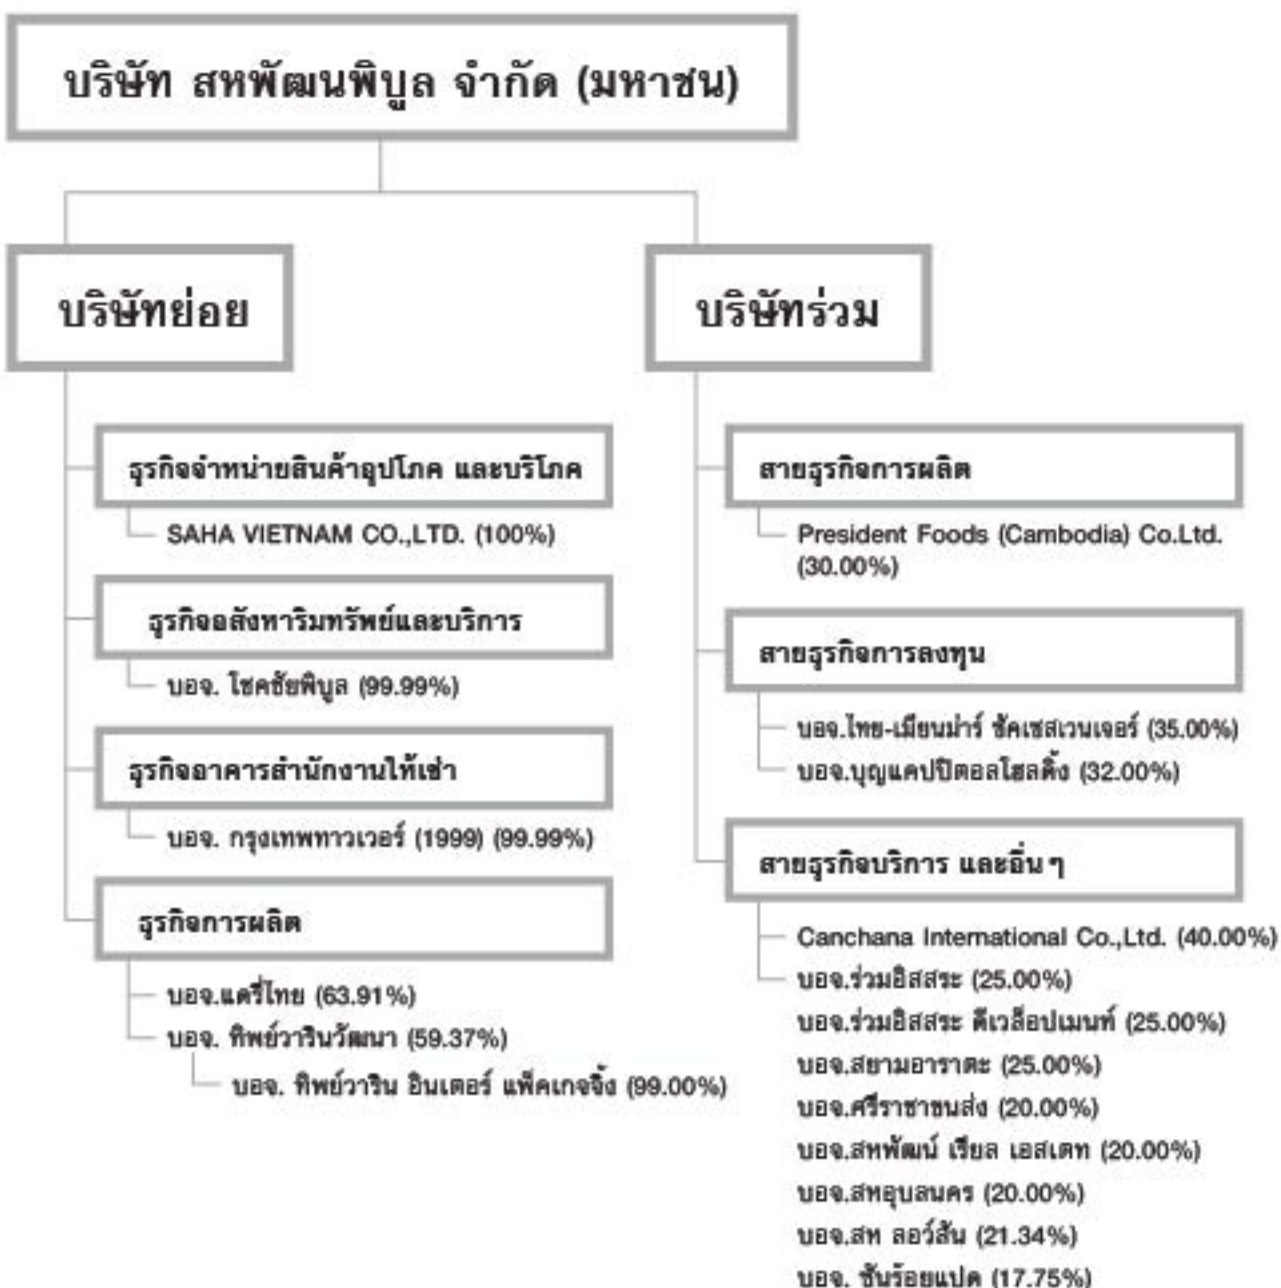 บริษัท สหพัฒนพิบูล จำกัด (มหาชน)
บริษัทย่อย
ธุรกิจจำหน่ายสินค้าอุปโภค และบริโภค
SAHA VIETNAM CO.,LTD. (100%)
ธุรกิจอสังหาริมทรัพย์และบริการ
บอจ. โชคชัยพิบูล (99.99%)
ธุรกิจอาคารสำนักงานให้เช่า
บอจ. กรุงเทพทาวเวอร์ (1999) (99.99%)
ธุรกิจการผลิต
บอจ.แดรี่ไทย (63.91%)
บอจ. ทิพย์วารินวัฒนา (59.37%)
บอจ. ทิพย์วาริน อินเตอร์ แพ็คเกจจิ้ง (99.00%)
บริษัทร่วม
สายธุรกิจการผลิต
President Foods (Cambodia) Co.Ltd.
(30.00%)
สายธุรกิจการลงทุน
บอจ.ไทย-เมียนม่าร์ ซัคเซสเวนเจอร์ (35.00%)
บอจ.บุญแคปปิตอลโฮลดิ้ง (32.00%)
สายธุรกิจบริการ และอื่นๆ
Canchana International Co.,Ltd. (40.00%)
บอจ.ร่วมอิสสระ (25.00%)
บอจ.ร่วมอิสสระ ดีเวล็อปเมนท์ (25.00%)
บอจ.สยามอาราตะ (25.00%)
บอจ.ศรีราชาขนส่ง (20.00%)
บอจ.สหพัฒน์ เรียล เอสเตท (20.00%)
บอจ.สหอุบลนคร (20.00%)
บอจ.สห ลอว์สัน (21.34%)
บอจ. ซันร้อยแปด (17.75%)